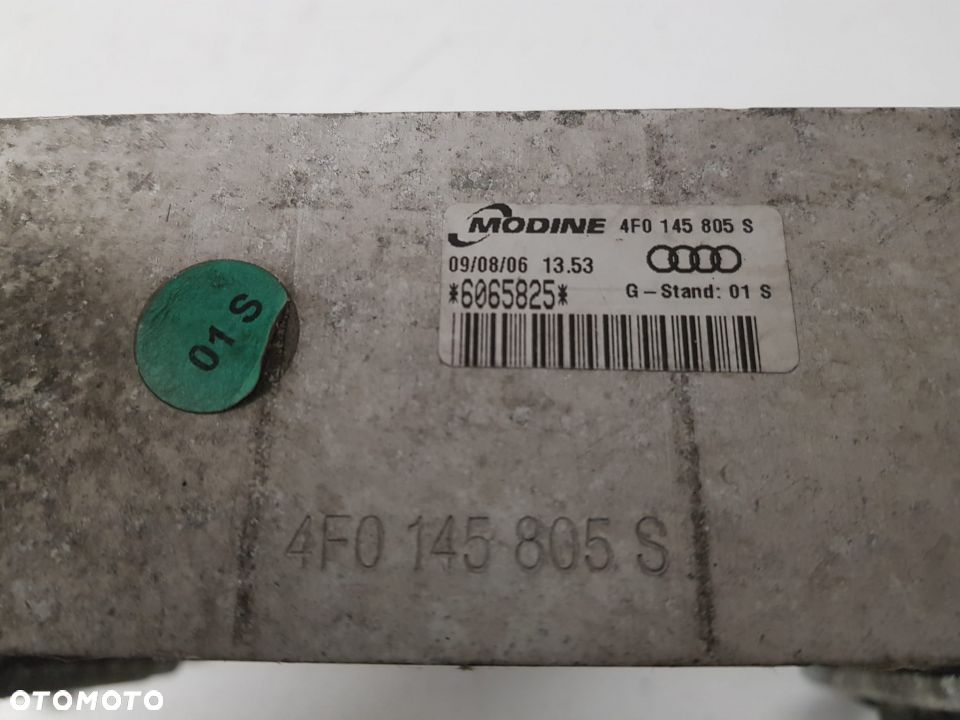 MODINE 4F0 145 805 S
09/08/06 13.53
*6065825* G-Stand: 01 S
01 S
4F0 145 805 S
OTOMOTO